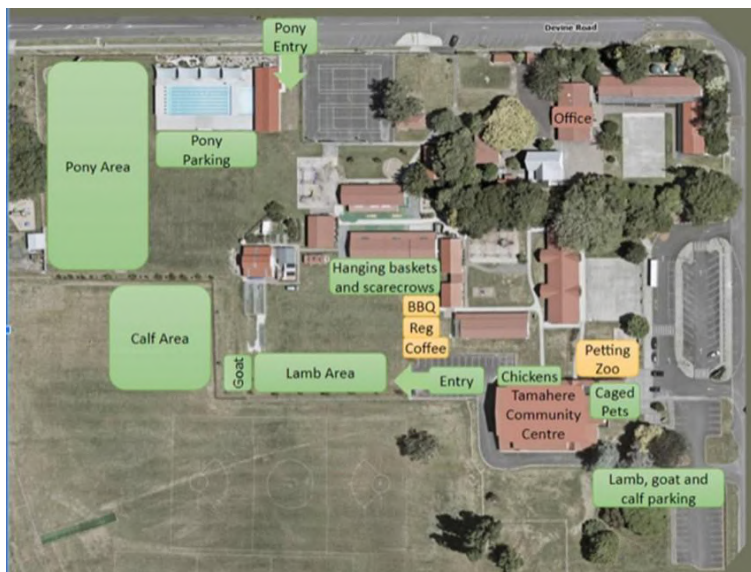 Pony
Entry
Devine Road
Office
Pony
Parking
Pony Area
Hanging baskets
and scarecrows
BBQ
Reg
Coffee
Calf Area
Goat
Lamb Area
Entry
Chickens
Petting
Zoo
Tamahere
Community
Centre
Caged
Pets
Lamb, goat and
calf parking